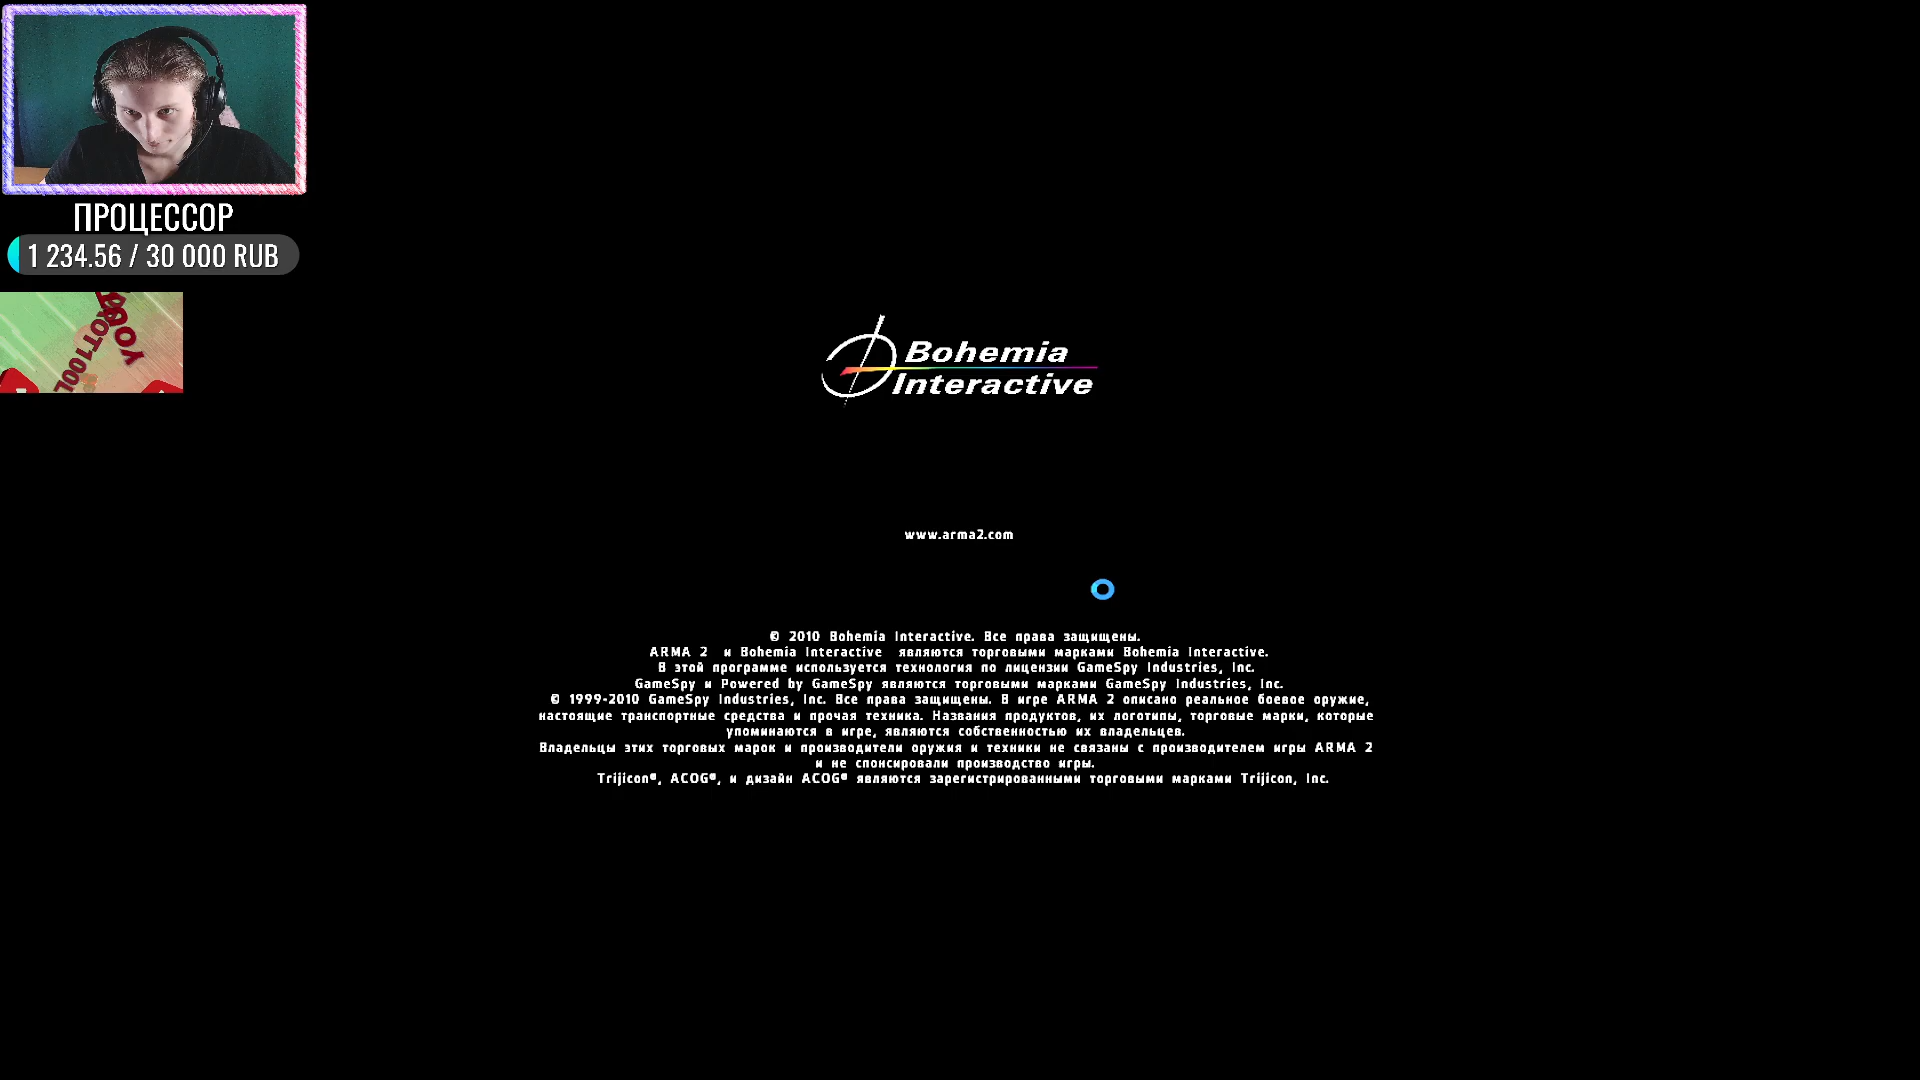 ПРОЦЕССОР
1 234.56 / 30 000 RUB
Bohemia
Interactive
www.arma2.com
© 2010 Bohemia Interactive. Все права защищены.
ARMA 2 и Bohemia Interactive являются торговыми марками Bohemia Interactive.
В этой программе используется технология по лицензии GameSpy Industries, Inc.
GameSpy и Powered by GameSpy являются торговыми марками GameSpy Industries, Inc.
© 1999-2010 GameSpy Industries, Inc. Все права защищены. В игре ARMA 2 описано реальное боевое оружие,
настоящие транспортные средства и прочая техника. Названия продуктов, их логотипы, торговые марки, которые
упоминаются в игре, являются собственностью их владельцев.
Владельцы этих торговых марок и производители оружия и техники не связаны с производителем игры ARMA 2
и не спонсировали производство игры.
Trijicon®, ACOG®, и дизайн ACOG® являются зарегистрированными торговыми марками Trijicon, Inc.